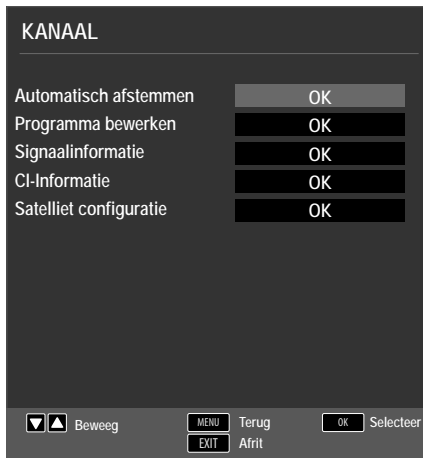 KANAAL
Automatisch afstemmen OK
Programma bewerken OK
Signaalinformatie OK
CI-Informatie OK
Satelliet configuratie OK
Beweeg MENU Terug OK Selecteer
EXIT Afrit